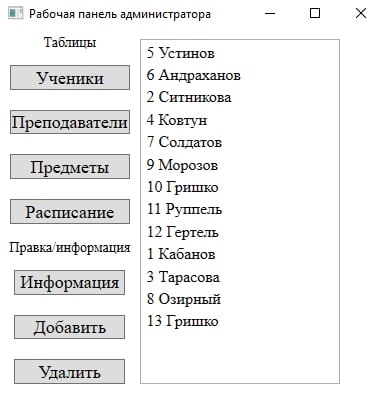 Рабочая панель администратора
Таблицы
Ученики
Преподаватели
Предметы
Расписание
Правка/информация
Информация
Добавить
Удалить
5 Устинов
6 Андраханов
2 Ситникова
4 Ковтун
7 Солдатов
9 Морозов
10 Гришко
11 Руппель
12 Гертель
1 Кабанов
3 Тарасова
8 Озирный
13 Гришко